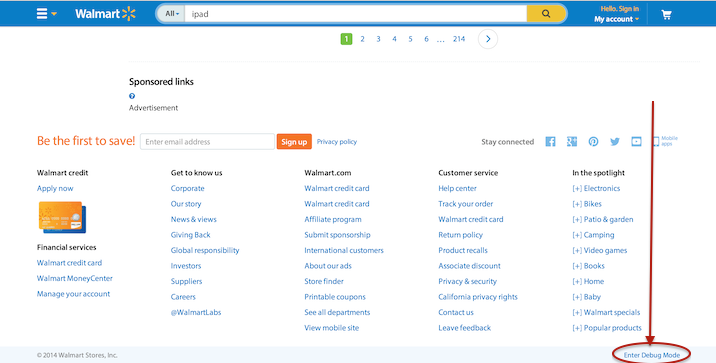 Walmart
All
ipad
Hello. Sign in
My account
1 2 3 4 5 6 ... 214
Sponsored links
Advertisement
Be the first to save!
Enter email address
Sign up
Privacy policy
Stay connected
Mobile
apps
Walmart credit
Apply now
Financial services
Walmart credit card
Walmart MoneyCenter
Manage your account
Get to know us
Corporate
Our story
News & views
Giving Back
Global responsibility
Investors
Suppliers
Careers
@WalmartLabs
Walmart.com
Walmart credit card
Affiliate program
Submit sponsorship
International customers
About our ads
Store finder
Printable coupons
See all departments
View mobile site
Customer service
Help center
Track your order
Walmart credit card
Return policy
Product recalls
Associate discount
Privacy & security
California privacy rights
Contact us
Leave feedback
In the spotlight
[+] Electronics
[+] Bikes
[+] Patio & garden
[+] Camping
[+] Video games
[+] Books
[+] Home
[+] Baby
[+] Walmart specials
[+] Popular products
© 2014 Walmart Stores, Inc.
Enter Debug Mode